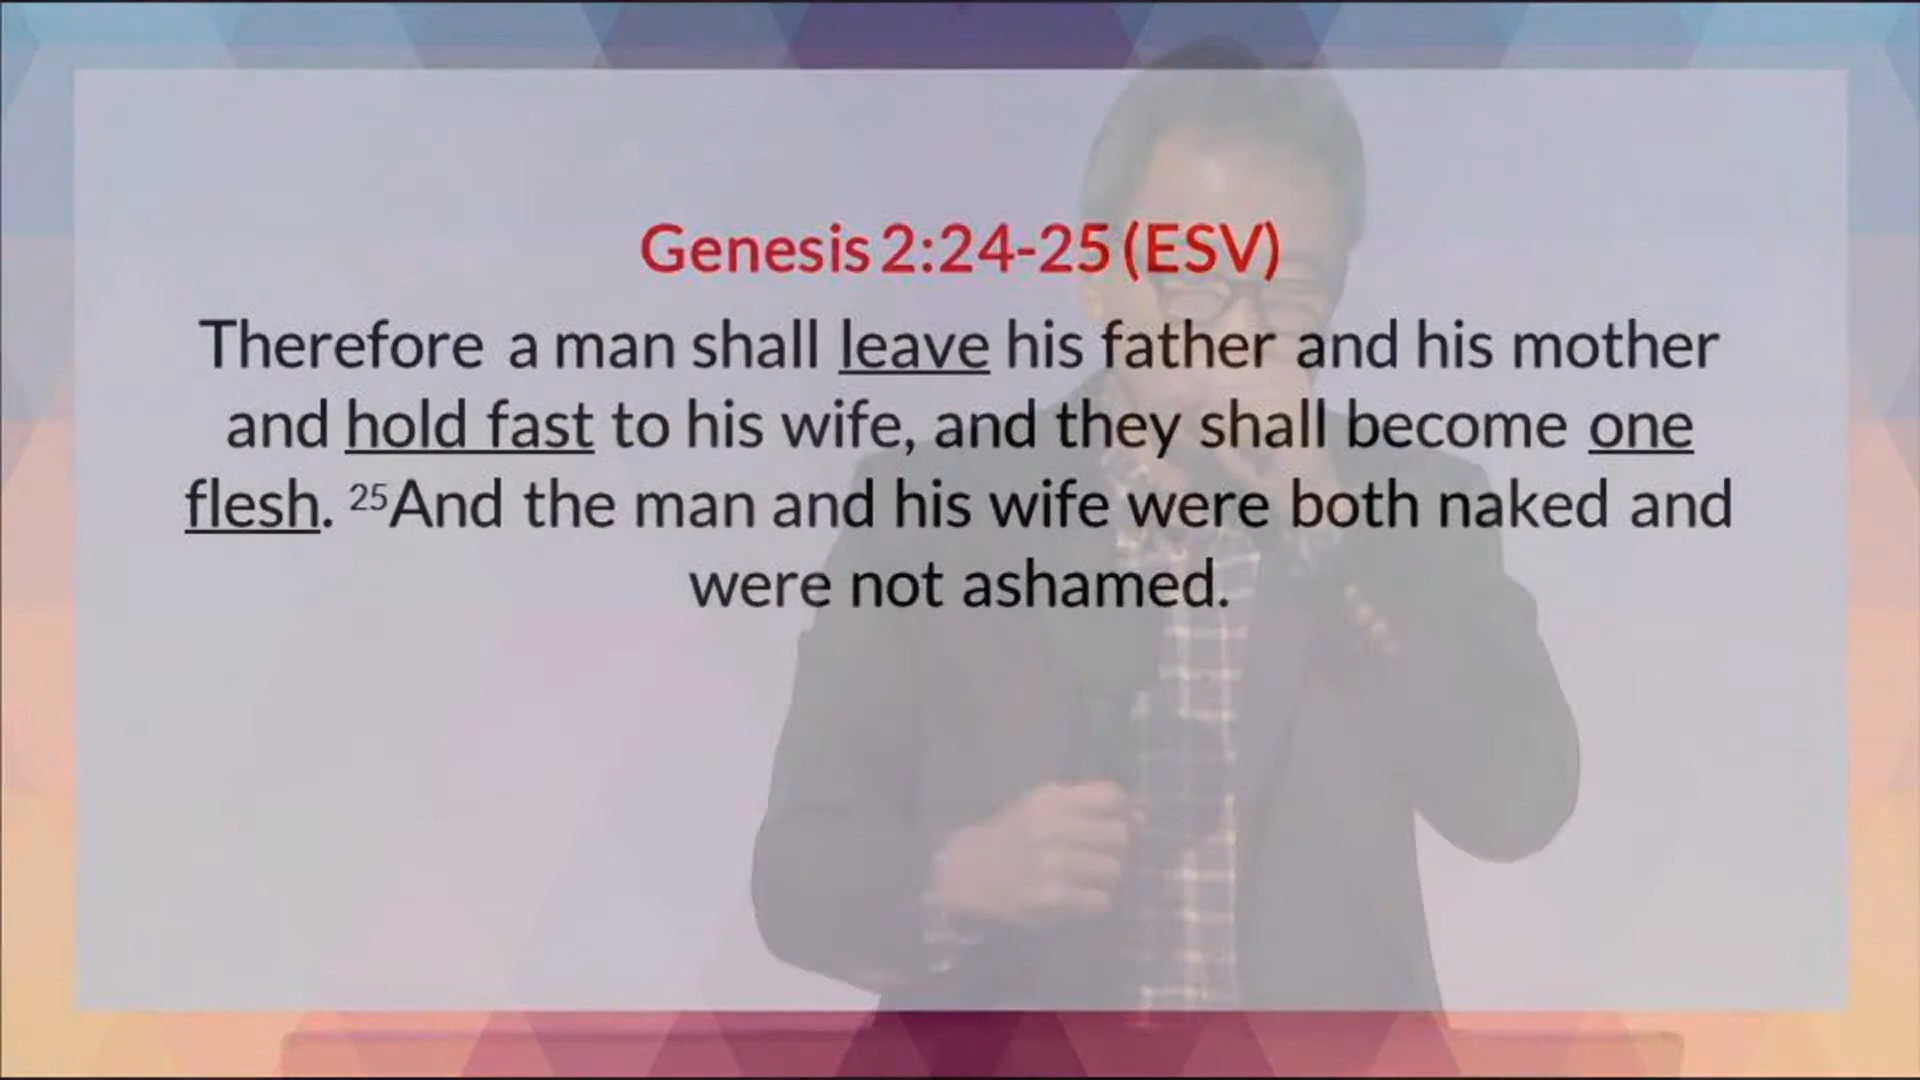 Genesis 2:24-25 (ESV)
Therefore a man shall leave his father and his mother
and hold fast to his wife, and they shall become one
flesh. 25And the man and his wife were both naked and
were not ashamed.